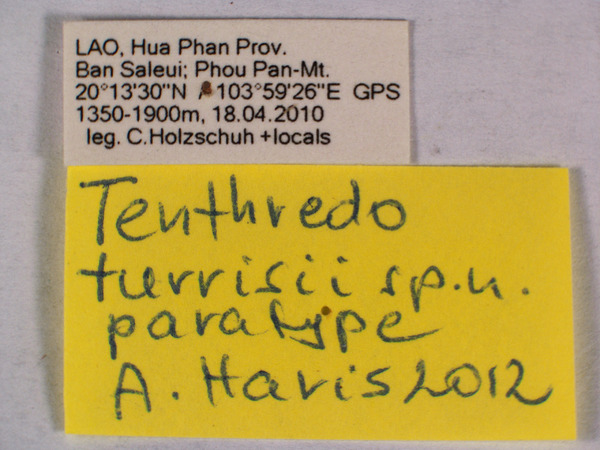 LAO, Hua Phan Prov.
Ban Saleui; Phou Pan-Mt.
20°13'30"N / 103°59'26"E GPS
1350-1900m, 18.04.2010
leg. C.Holzschuh +locals
Tenthredo
turrisii sp.n.
paratype
A. Haris 2012